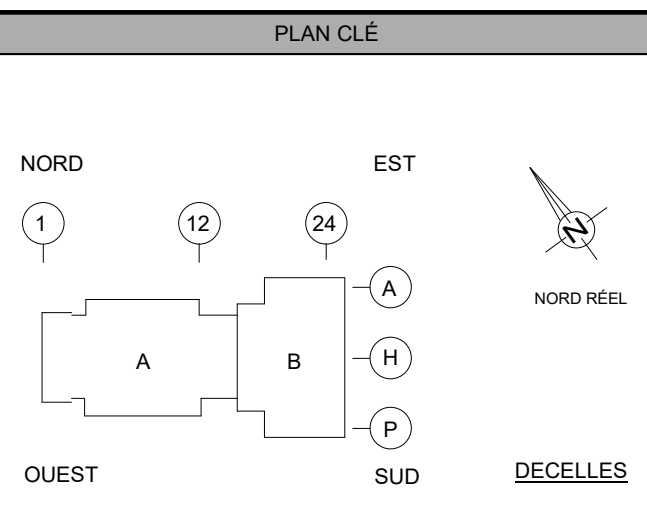 PLAN CLÉ
NORD EST
1 12 24
N
A
NORD RÉEL
A B H
P
OUEST SUD DECELLES